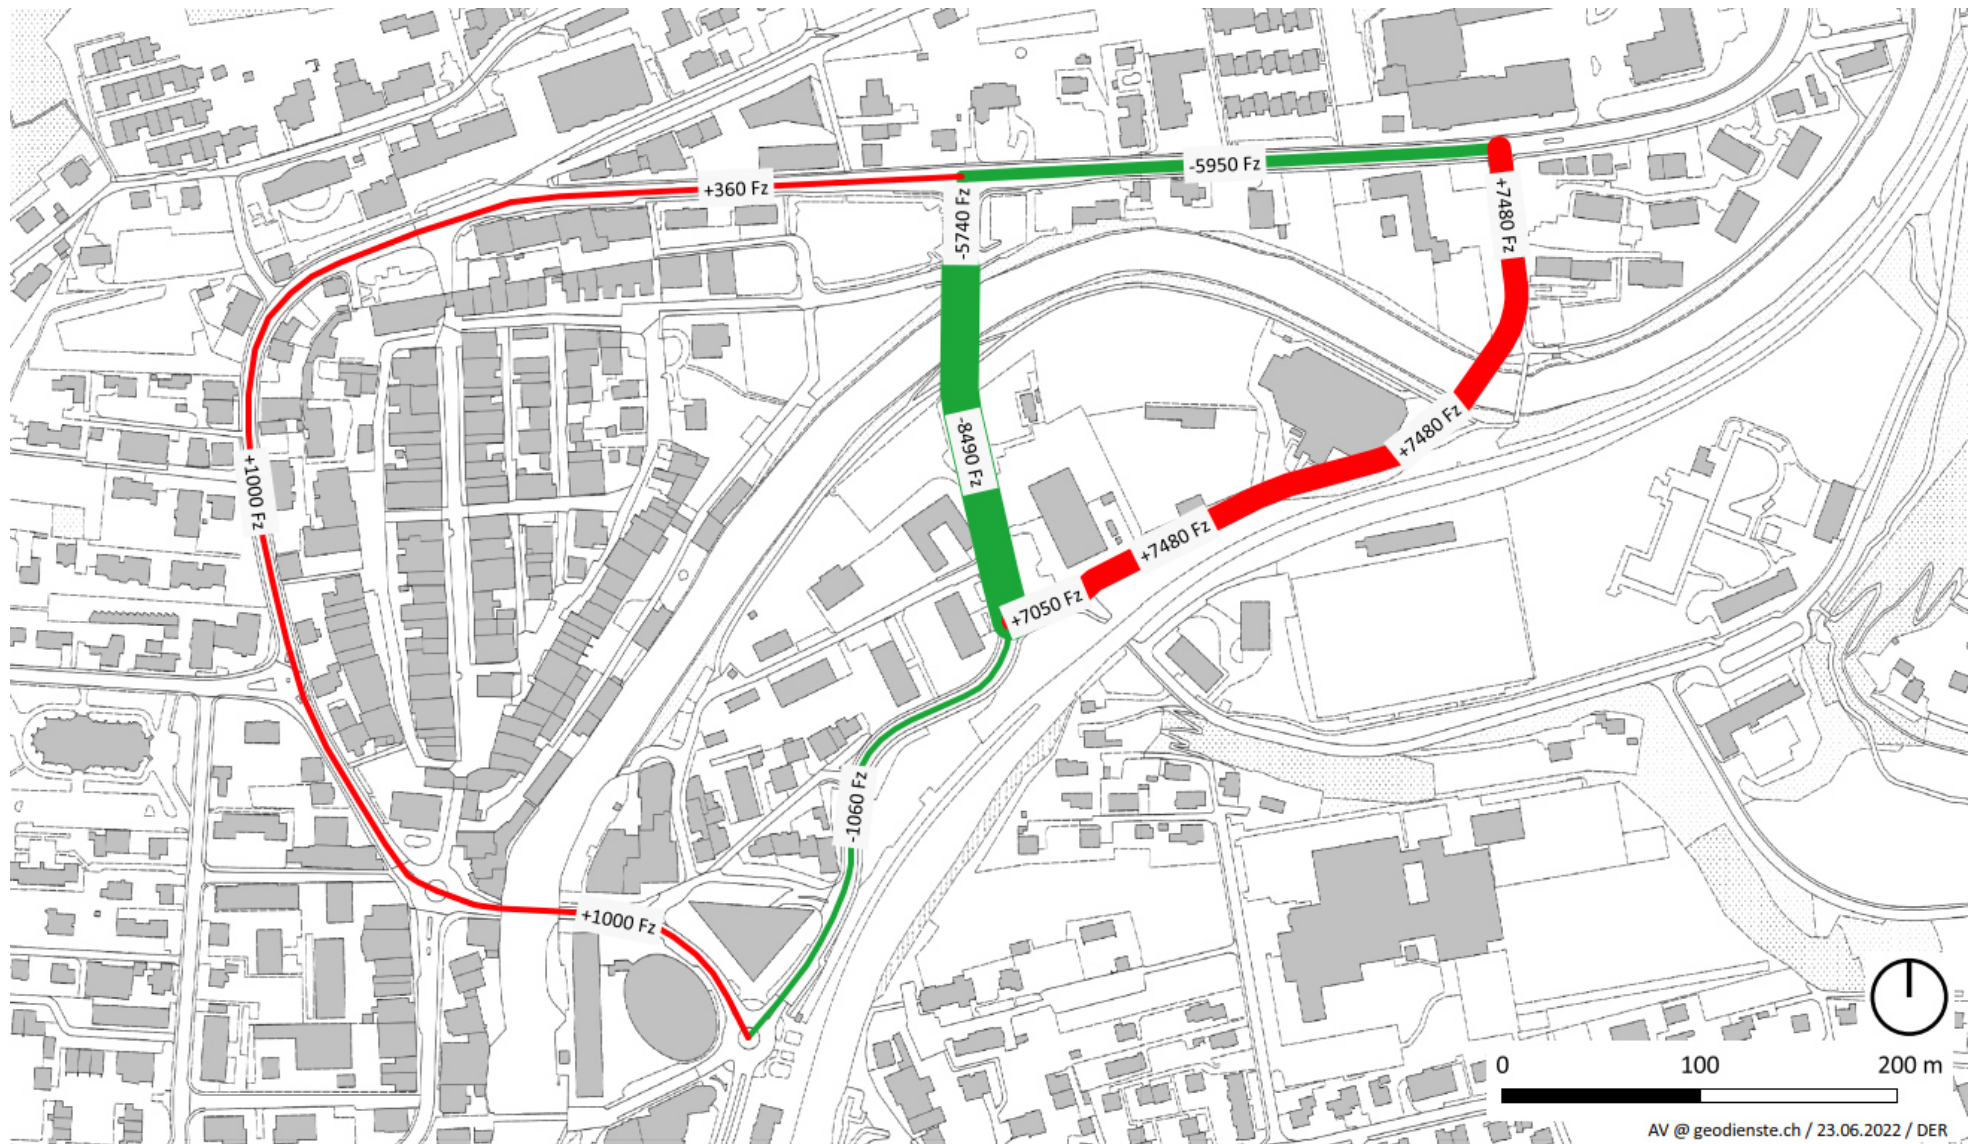 -5950 Fz
+360 Fz
-5740 Fz
+7480 Fz
-8490 Fz
+7480 Fz
+1000 Fz
+7480 Fz
+7050 Fz
-1060 Fz
+1000 Fz
0 100 200 m
AV @ geodienste.ch / 23.06.2022 / DER